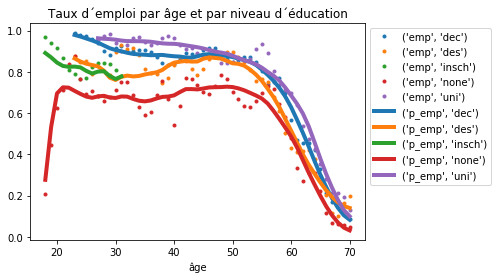 Taux d´emploi par âge et par niveau d´éducation
1.0
0.8
0.6
0.4
0.2
0.0
20
30
40
50
60
70
âge
('emp', 'dec')
('emp', 'des')
('emp', 'insch')
('emp', 'none')
('emp', 'uni')
('p_emp', 'dec')
('p_emp', 'des')
('p_emp', 'insch')
('p_emp', 'none')
('p_emp', 'uni')